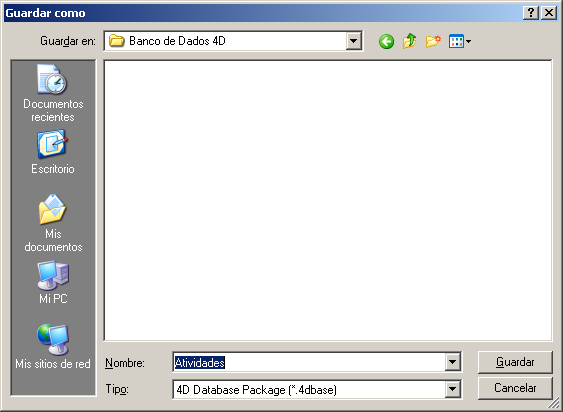 Guardar como
Guardar en:
Banco de Dados 4D
Documentos
recientes
Escritorio
Mis
documentos
Mi PC
Mis sitios de red
Nombre:
Atividades
Guardar
Tipo:
4D Database Package (*.4dbase)
Cancelar